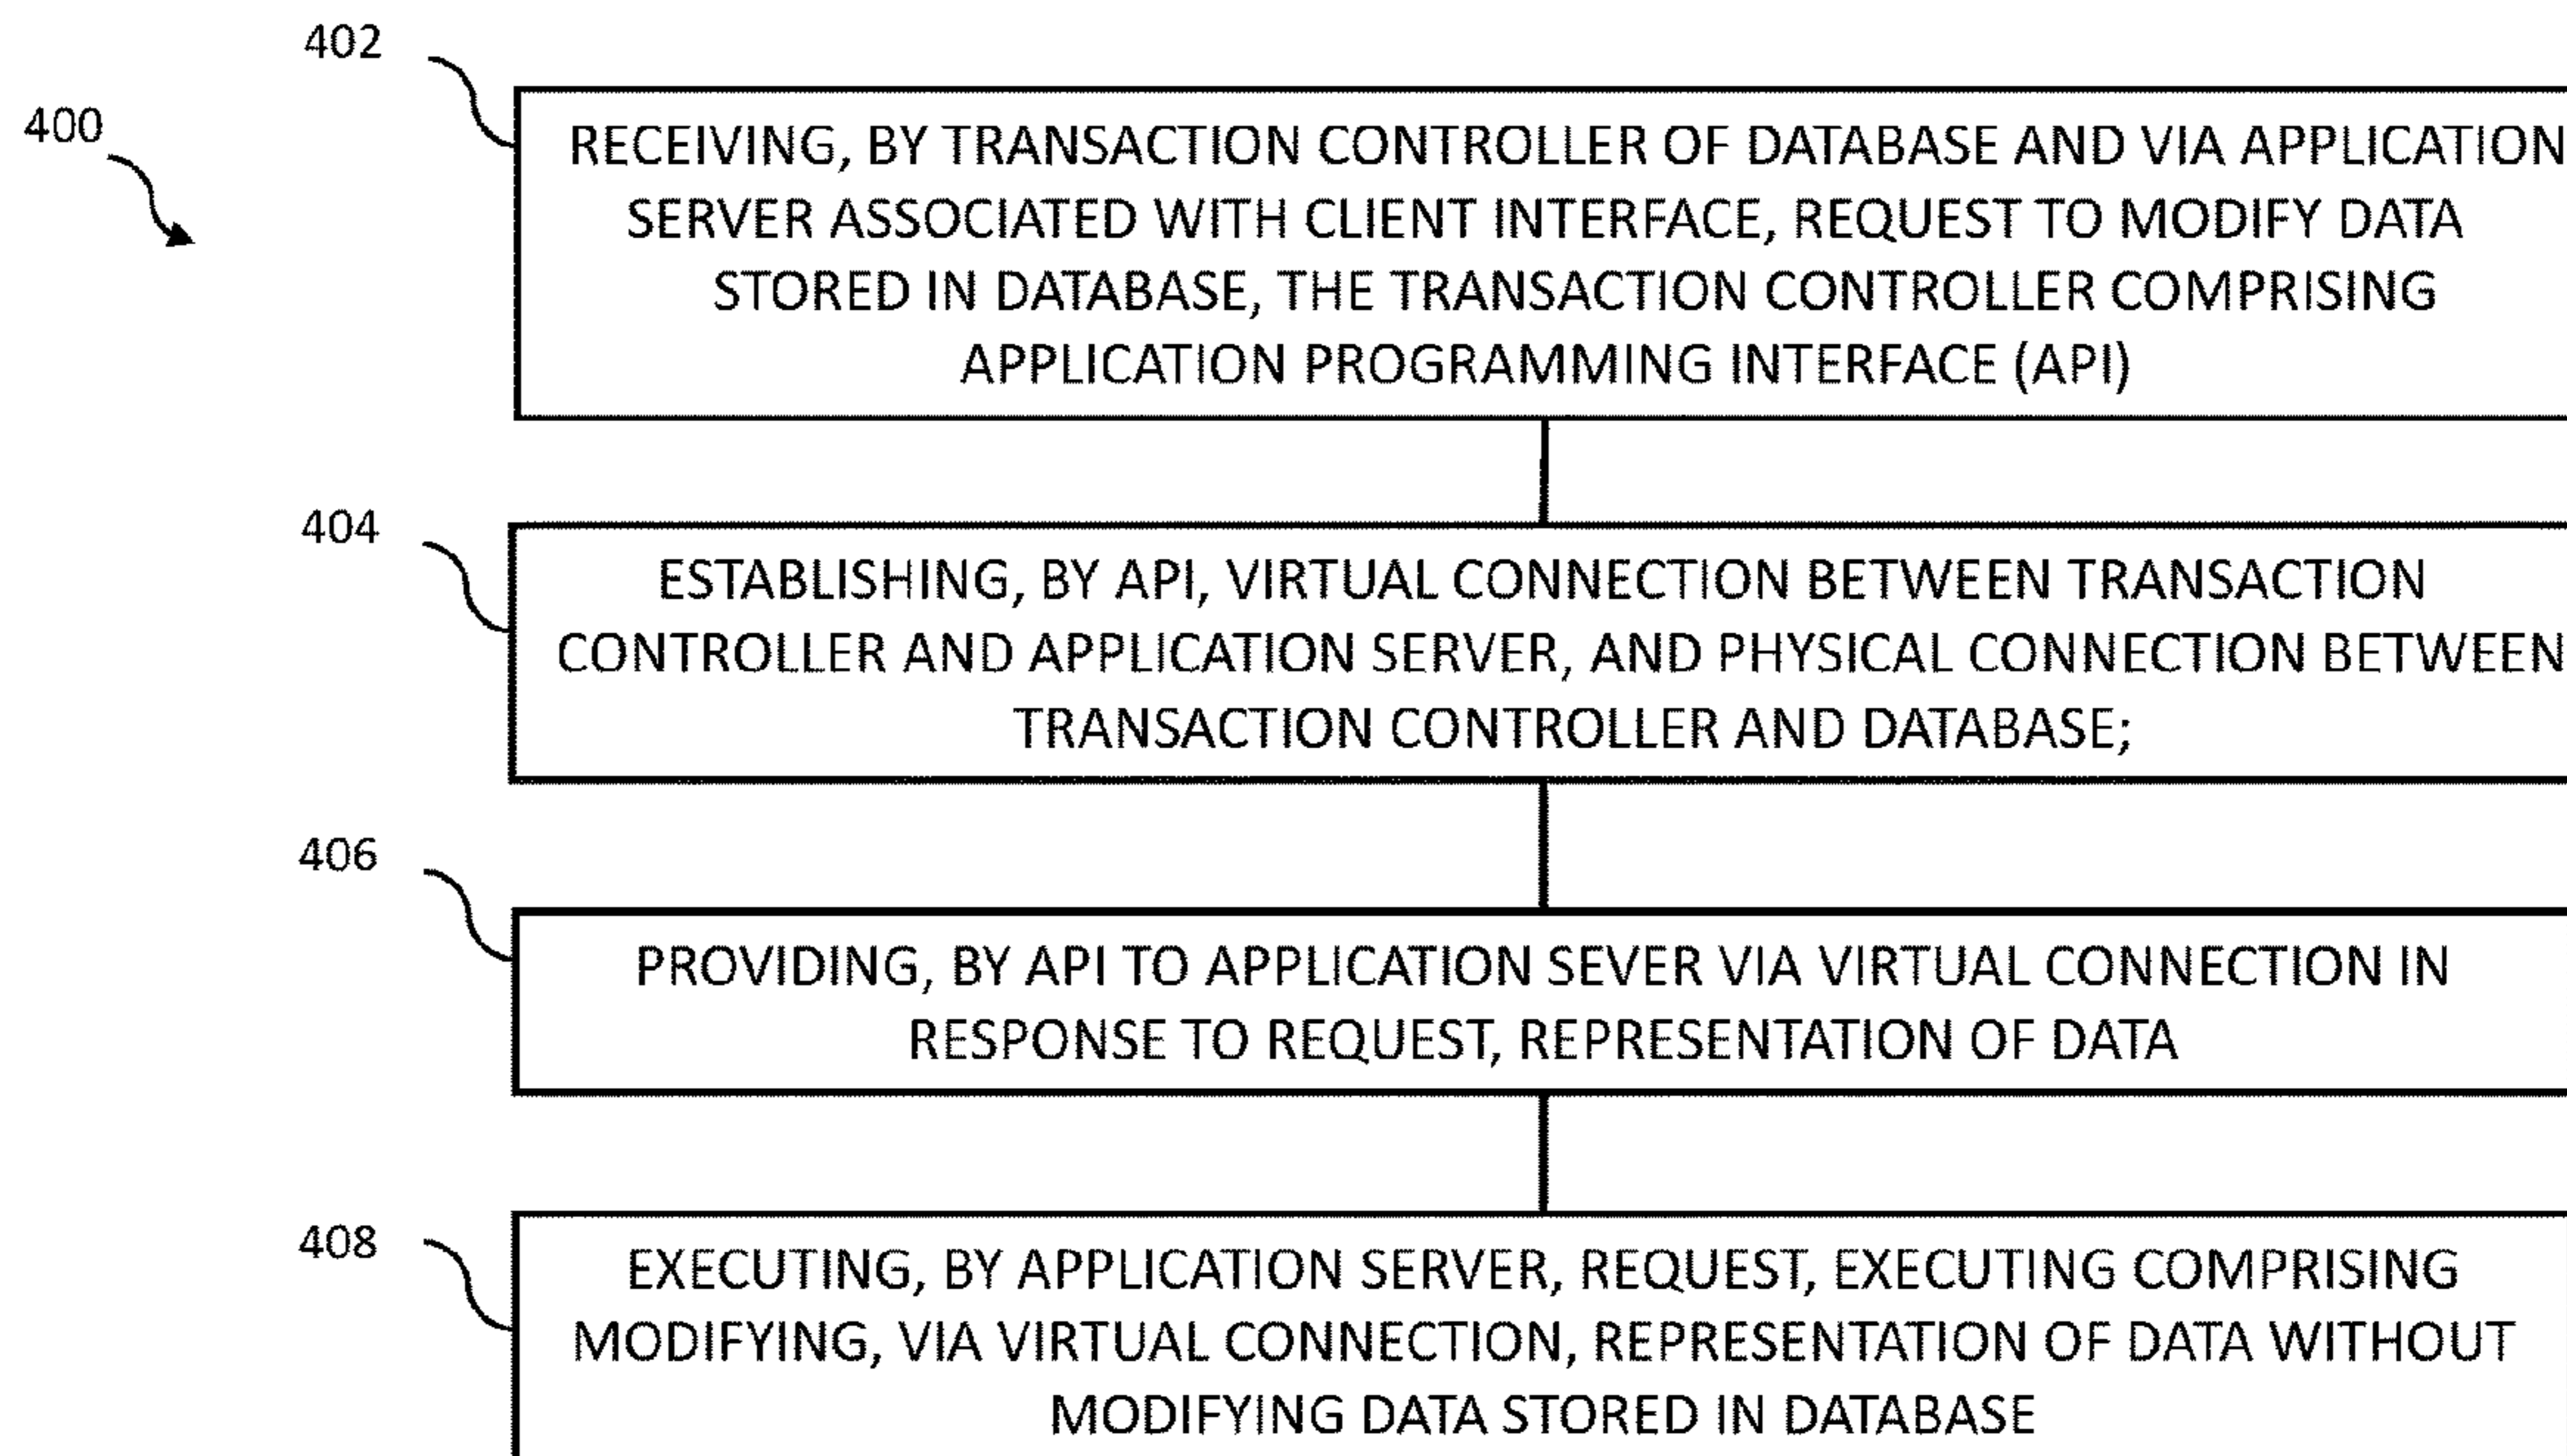 402
400
RECEIVING, BY TRANSACTION CONTROLLER OF DATABASE AND VIA APPLICATION
SERVER ASSOCIATED WITH CLIENT INTERFACE, REQUEST TO MODIFY DATA
STORED IN DATABASE, THE TRANSACTION CONTROLLER COMPRISING
APPLICATION PROGRAMMING INTERFACE (API)
404
ESTABLISHING, BY API, VIRTUAL CONNECTION BETWEEN TRANSACTION
CONTROLLER AND APPLICATION SERVER, AND PHYSICAL CONNECTION BETWEEN
TRANSACTION CONTROLLER AND DATABASE;
406
PROVIDING, BY API TO APPLICATION SEVER VIA VIRTUAL CONNECTION IN
RESPONSE TO REQUEST, REPRESENTATION OF DATA
408
EXECUTING, BY APPLICATION SERVER, REQUEST, EXECUTING COMPRISING
MODIFYING, VIA VIRTUAL CONNECTION, REPRESENTATION OF DATA WITHOUT
MODIFYING DATA STORED IN DATABASE